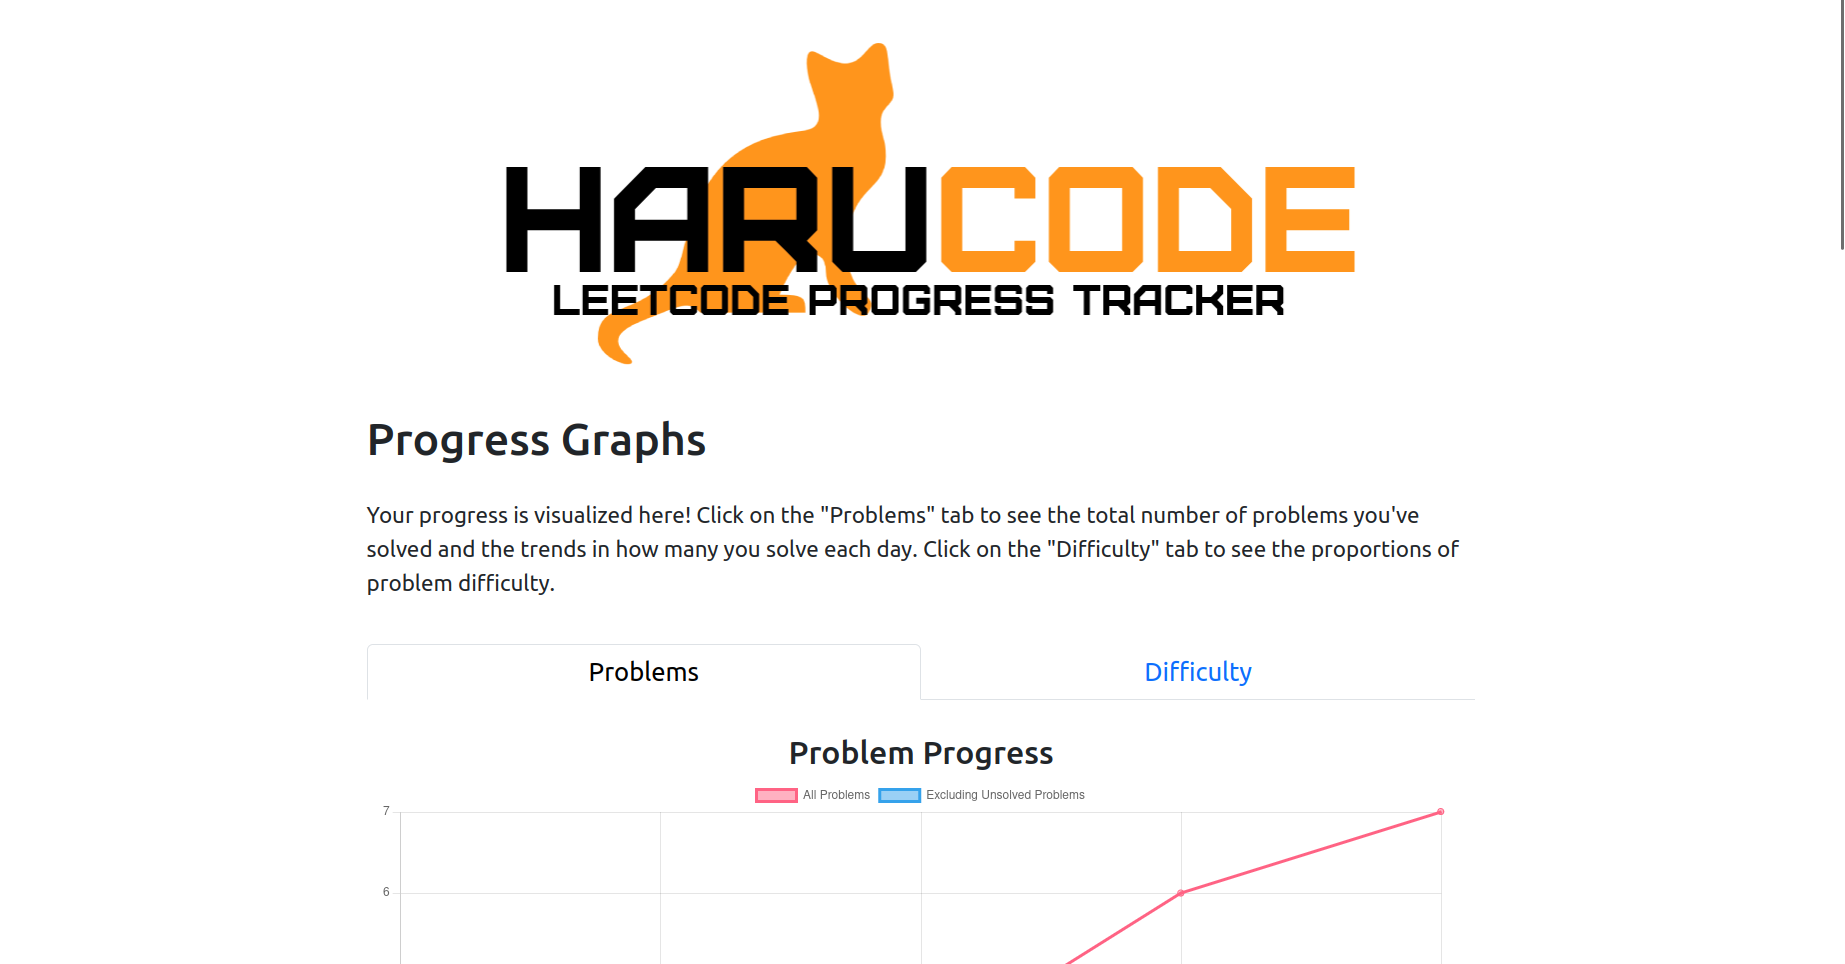 HARUCODE
LEETCODE PROGRESS TRACKER
Progress Graphs
Your progress is visualized here! Click on the "Problems" tab to see the total number of problems you've
solved and the trends in how many you solve each day. Click on the "Difficulty" tab to see the proportions of
problem difficulty.
Problems Difficulty
Problem Progress
All Problems Excluding Unsolved Problems
7
6